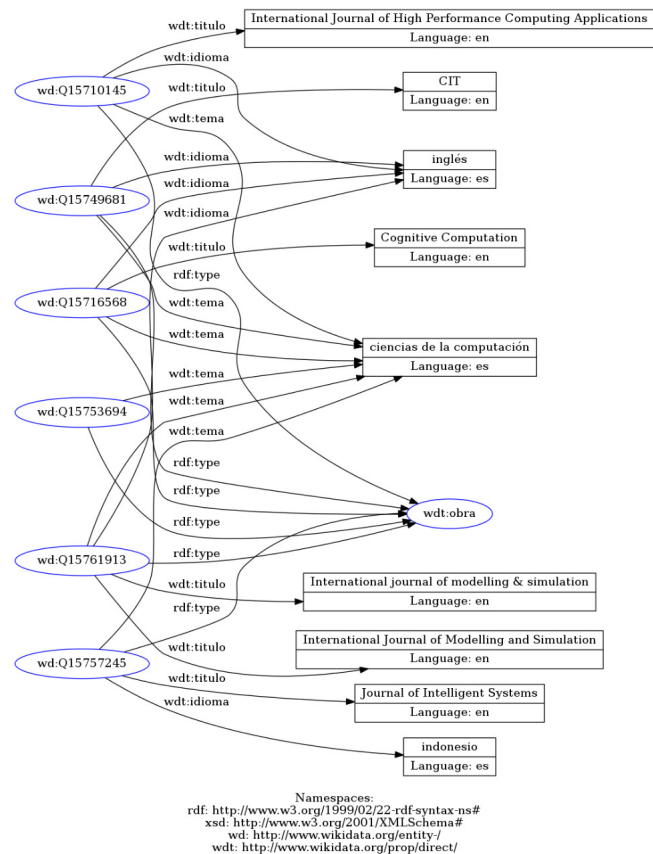 International Journal of High Performance Computing Applications
Language: en
wdt:titulo
wdt:idioma
CIT
Language: en
wdt:titulo
wd:Q15710145
wdt:tema
inglés
Language: es
wdt:idioma
wd:Q15749681
wdt:idioma
Cognitive Computation
Language: en
wdt:titulo
rdf:type
wd:Q15716568
wdt:tema
wdt:tema
ciencias de la computación
Language: es
wdt:tema
wd:Q15753694
wdt:tema
wdt:tema
rdf:type
rdf:type
wdt:obra
rdf:type
rdf:type
wd:Q15761913
wdt:titulo
International journal of modelling & simulation
Language: en
rdf:type
wdt:titulo
International Journal of Modelling and Simulation
Language: en
wd:Q15757245
wdt:titulo
Journal of Intelligent Systems
Language: en
wdt:idioma
indonesio
Language: es
Namespaces:
rdf: http://www.w3.org/1999/02/22-rdf-syntax-ns#
xsd: http://www.w3.org/2001/XMLSchema#
wd: http://www.wikidata.org/entity-/
wdt: http://www.wikidata.org/prop/direct/